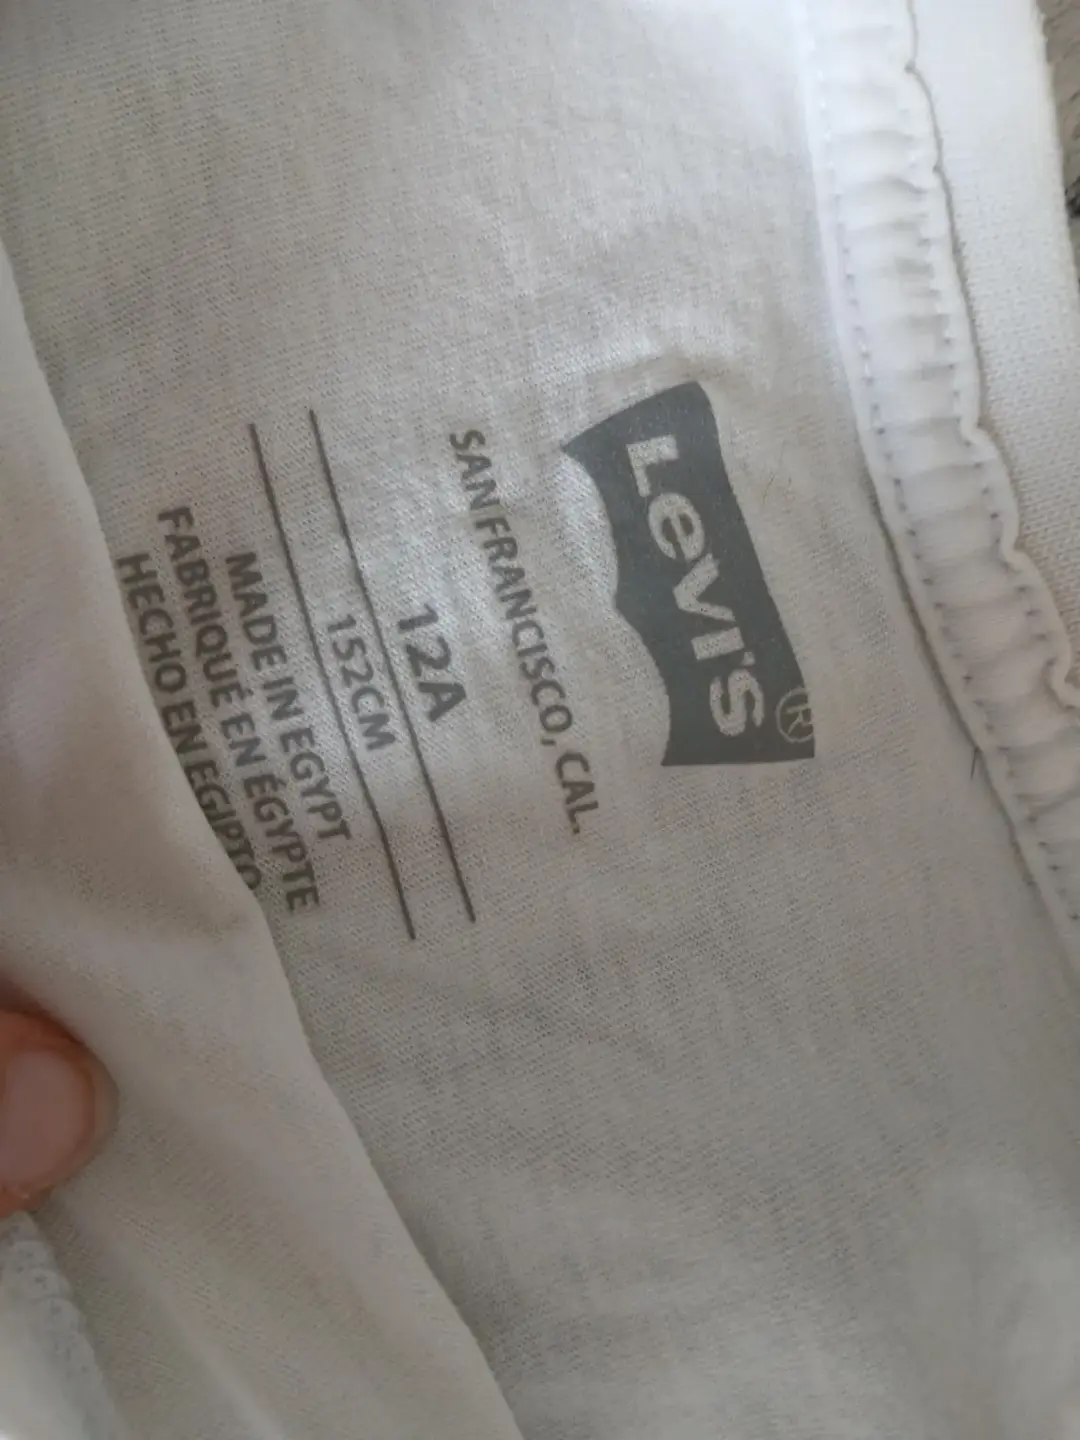 Levi's ®
SAN FRANCISCO, CAL.
12A
152CM
MADE IN EGYPT
FABRIQUÉ EN ÉGYPTE
HECHO EN EGIPTO